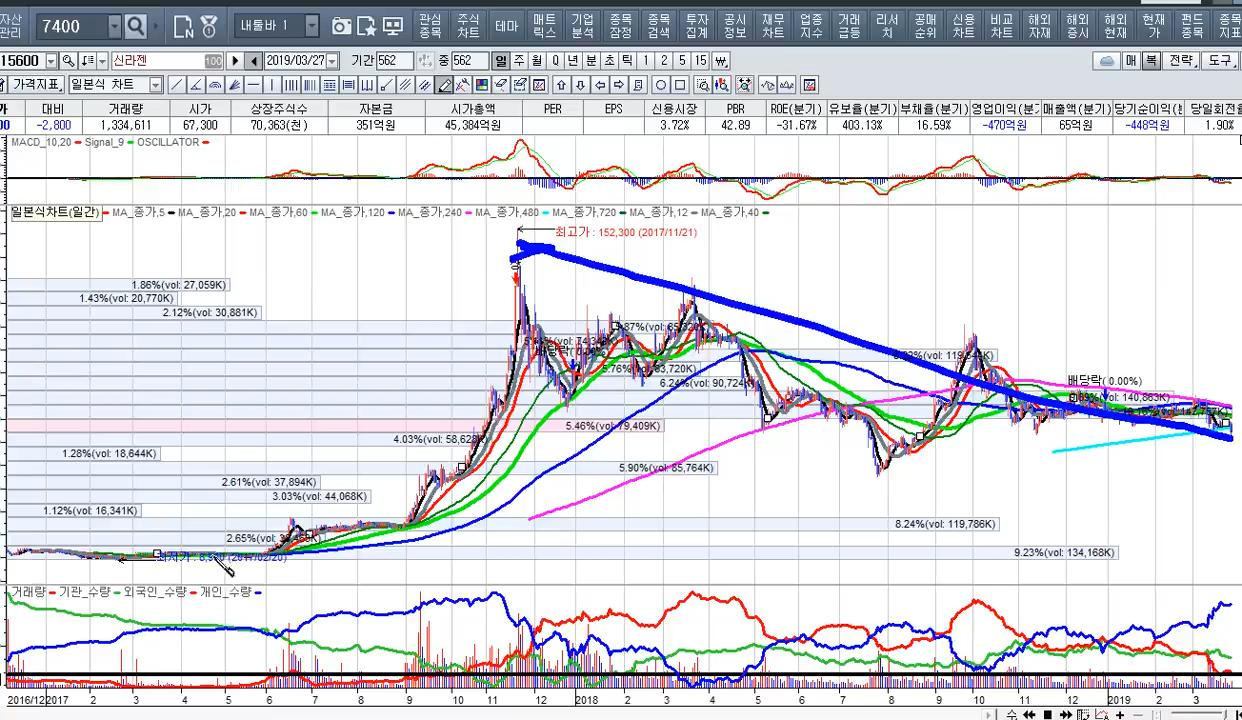 자산
관리
7400
내툴바 1
관심
종목
주식
차트
테마
매트
릭스
기업
분석
종목
잠정
종목
검색
투자
집계
공시
정보
재무
차트
업종
지수
거래
급등
리서
치
공매
순위
신용
차트
비교
차트
해외
자재
해외
증시
해외
현재
현재
가
펀드
종목
15600 신라젠 100 2019/03/27 기간 562 중 562 일 주 월 Q 년 분 초 틱 1 2 5 15 매 복 전략 도구
가격지표 일본식 차트
가 대비 거래량 시가 상장주식수 자본금 시가총액 PER EPS 신용시장 PBR ROE(분기) 유보율(분기) 부채율(분기) 영업이익(분기 매출액(분기) 당기순이익(분 당일회전율
00 -2,800 1,334,611 67,300 70,363(천) 351억원 45,384억원 3.72% 42.89 -31.67% 403.13% 16.59% -470억원 65억원 -448억원 1.90%
MACD_10,20 Signal_9 OSCILLATOR
일본식차트(일간) MA_종가,5 MA_종가,20 MA_종가,60 MA_종가,120 MA_종가,240 MA_종가,480 MA_종가,720 MA_종가,12 MA_종가,40
최고가 : 152,300 (2017/11/21)
1.86%(vol: 27,059K)
1.43%(vol: 20,770K)
2.12%(vol: 30,881K)
배당락( 0.00%)
5.76%(vol: 83,720K)
6.24%(vol: 90,724K)
5.46%(vol: 79,409K)
4.03%(vol: 58,628K)
1.28%(vol: 18,644K)
5.90%(vol: 85,764K)
2.61%(vol: 37,894K)
3.03%(vol: 44,068K)
1.12%(vol: 16,341K)
8.24%(vol: 119,786K)
9.23%(vol: 134,168K)
거래량 기관_수량 외국인_수량 개인_수량
2016/12 2017 2 3 4 5 6 7 8 9 10 11 12 2018 2 3 4 5 6 7 8 9 10 11 12 2019 2 3
수